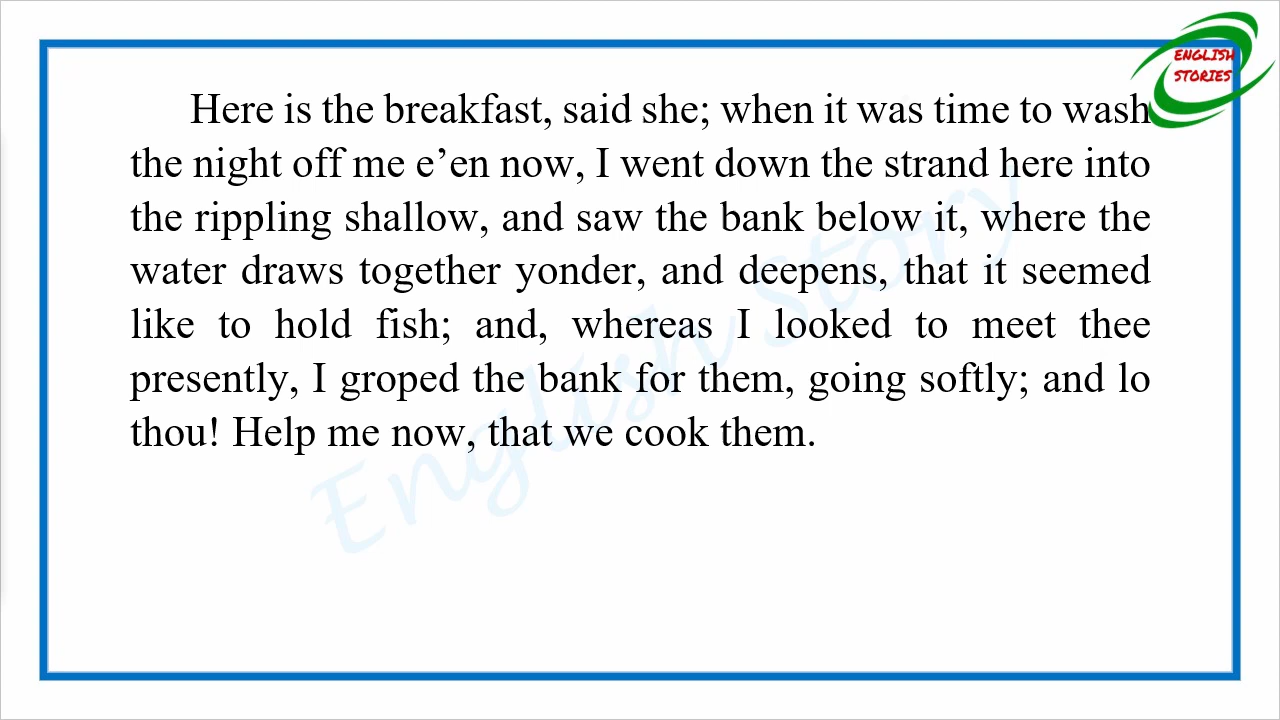 ENGLISH
STORIES
Here is the breakfast, said she; when it was time to wash
the night off me e’en now, I went down the strand here into
the rippling shallow, and saw the bank below it, where the
water draws together yonder, and deepens, that it seemed
like to hold fish; and, whereas I looked to meet thee
presently, I groped the bank for them, going softly; and lo
thou! Help me now, that we cook them.
English Story